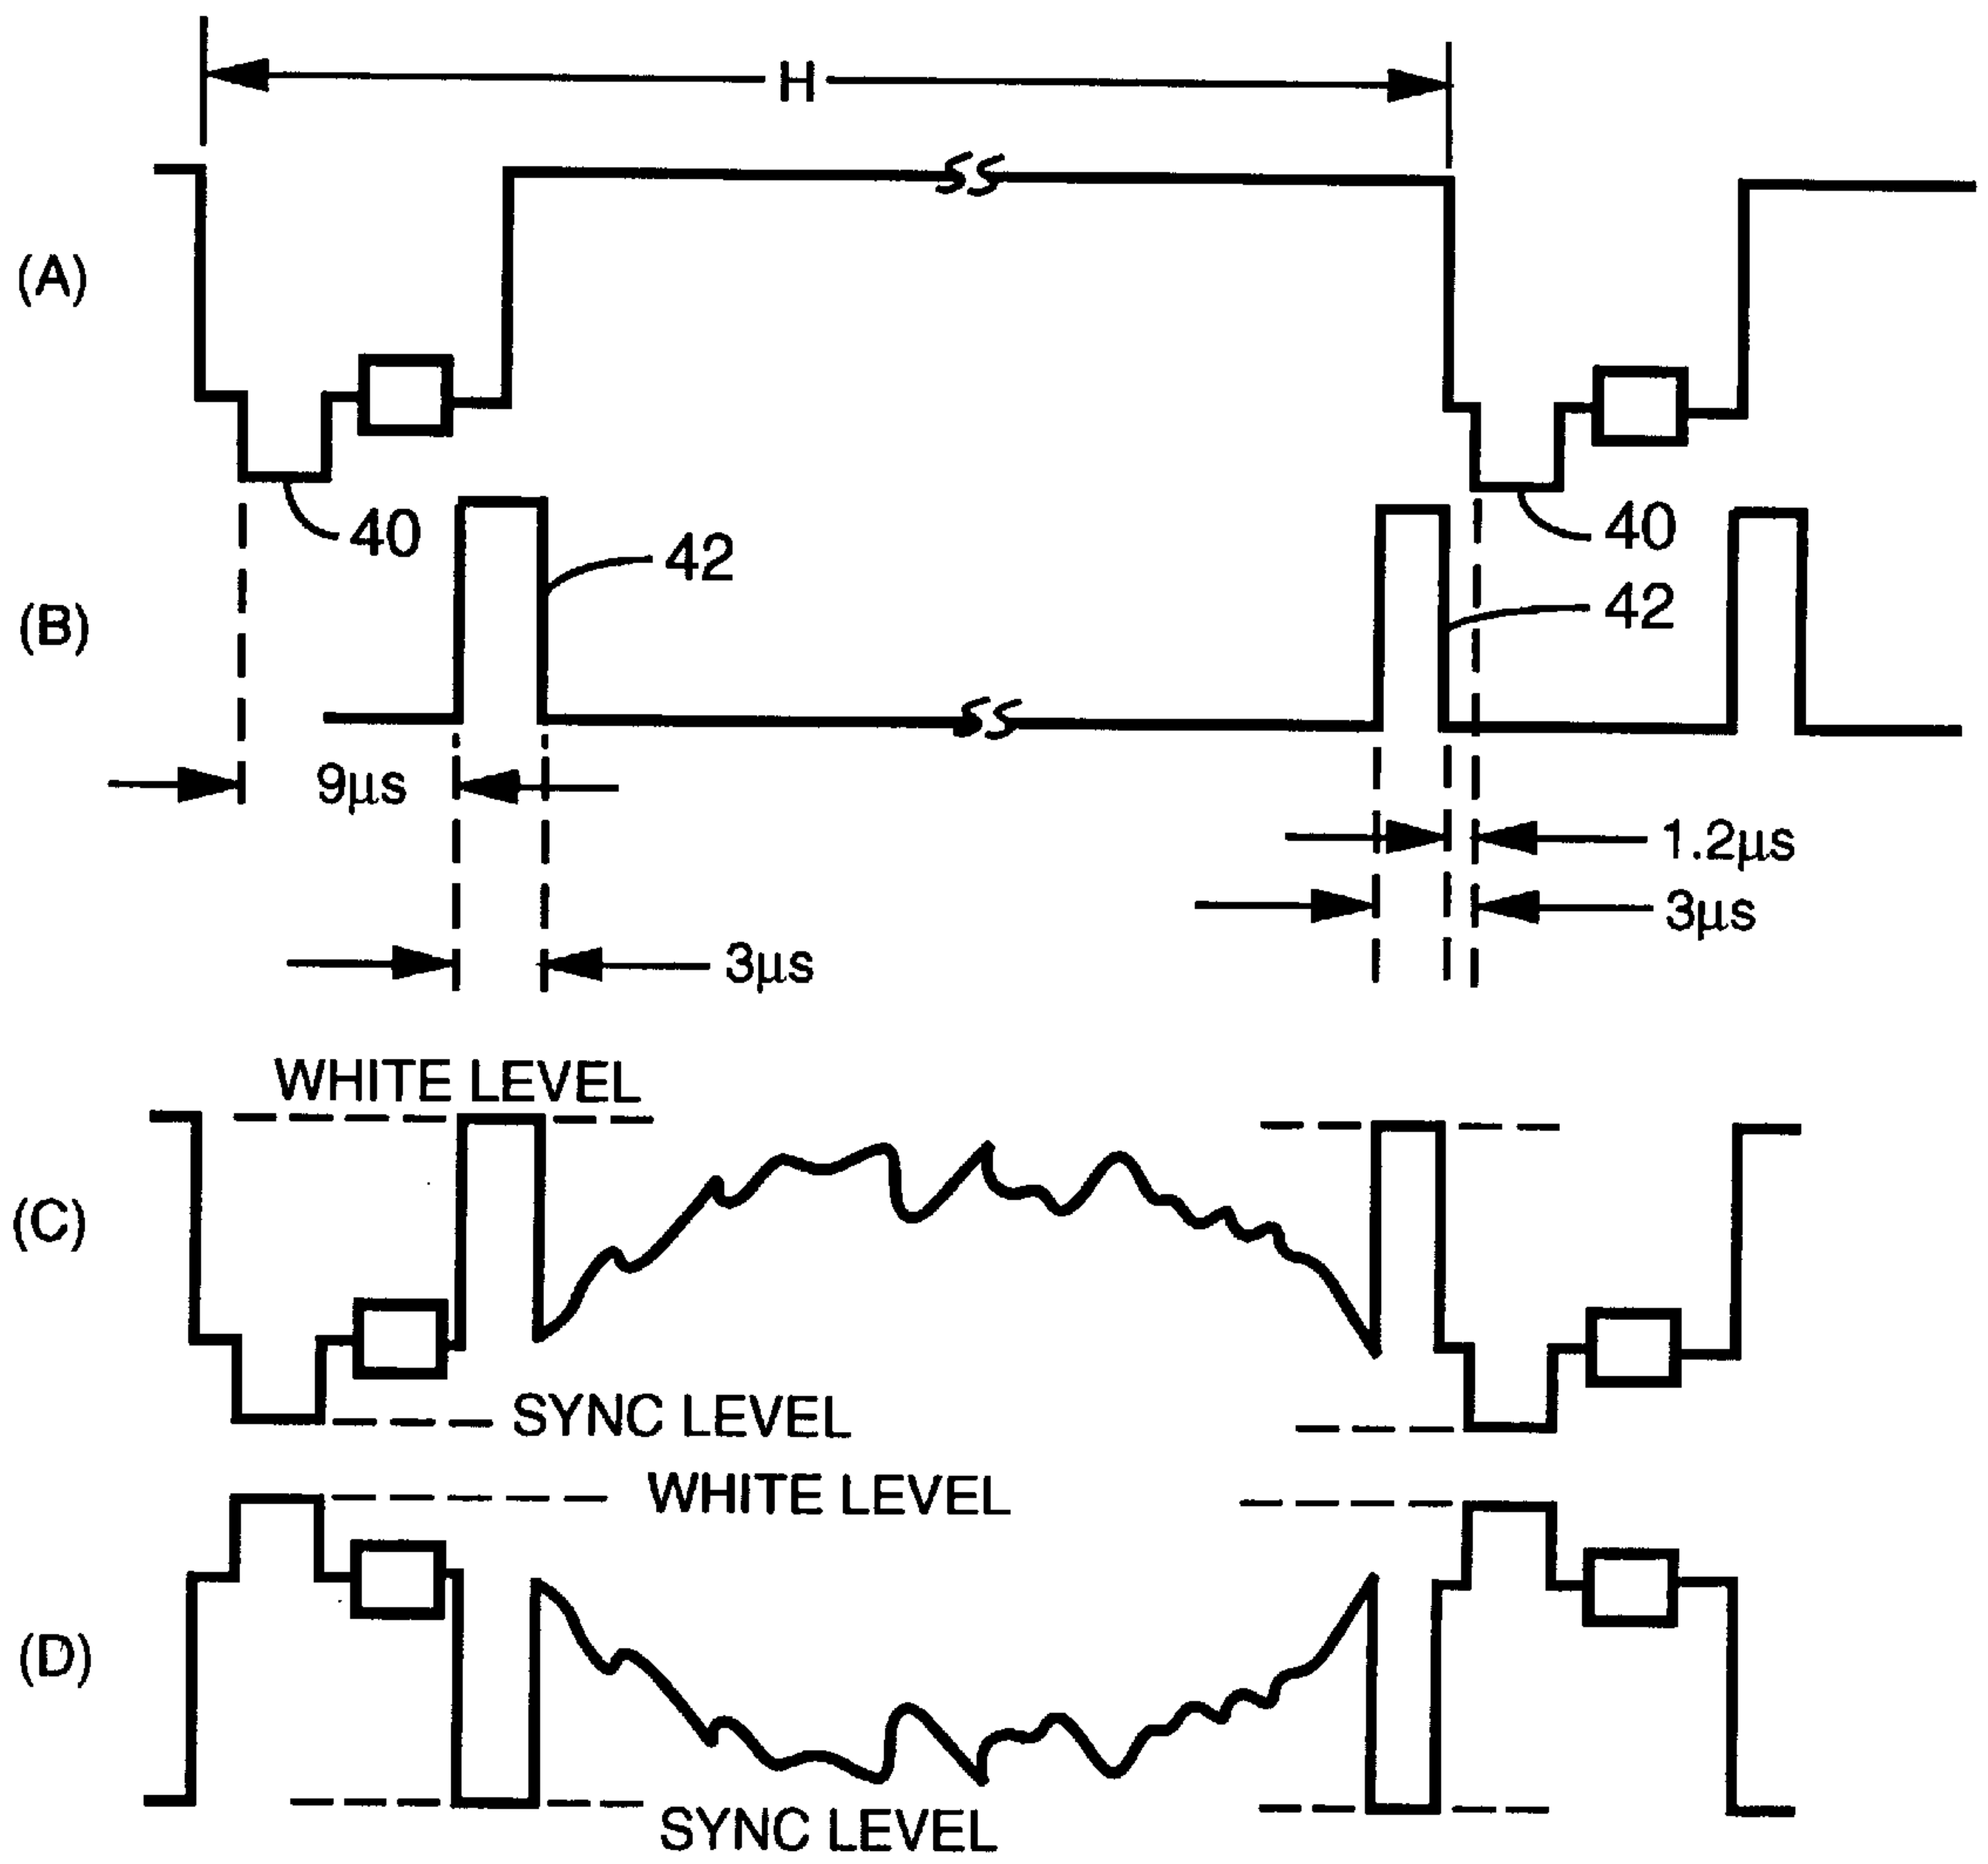 H
(A)
40
40
42
42
(B)
9µs
1.2µs
3µs
3µs
WHITE LEVEL
(C)
SYNC LEVEL
WHITE LEVEL
(D)
SYNC LEVEL